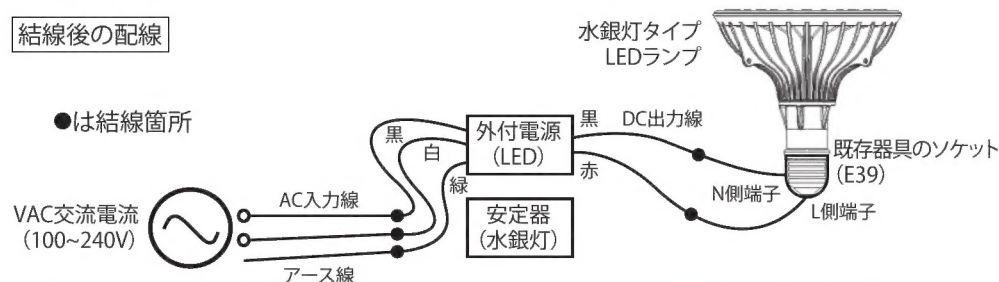 結線後の配線
●は結線箇所
水銀灯タイプ
LEDランプ
黒
白
緑
外付電源
(LED)
黒
赤
DC出力線
既存器具のソケット
(E39)
N側端子
L側端子
AC入力線
VAC交流電流
(100~240V)
安定器
(水銀灯)
アース線